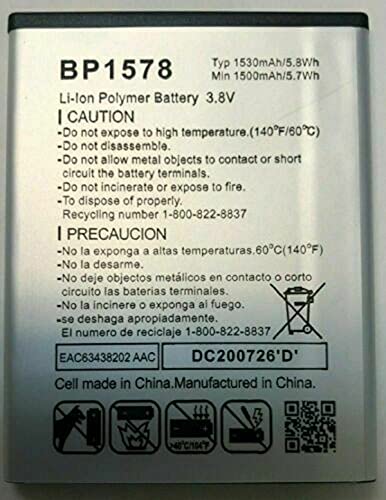 BP1578
Typ 1530mAh/5.8Wh
Min 1500mAh/5.7Wh
Li-Ion Polymer Battery 3.8V
CAUTION
-Do not expose to high temperature.(140°F/60°C)
-Do not disassemble.
-Do not allow metal objects to contact or short
circuit the battery terminals.
-Do not incinerate or expose to fire.
-To dispose of properly.
Recycling number 1-800-822-8837
PRECAUCION
-No la exponga a altas temperaturas.60°C(140°F)
-No la desarme.
-No deje objectos metálicos en contacto o corto
circuito las baterias terminales.
-No la incinere o exponga al fuego.
-se deshaga apropiadamente.
El numero de reciclaje 1-800-822-8837
EAC63438202 AAC
DC200726'D'
Cell made in China.Made in China.
>40°C/104°F